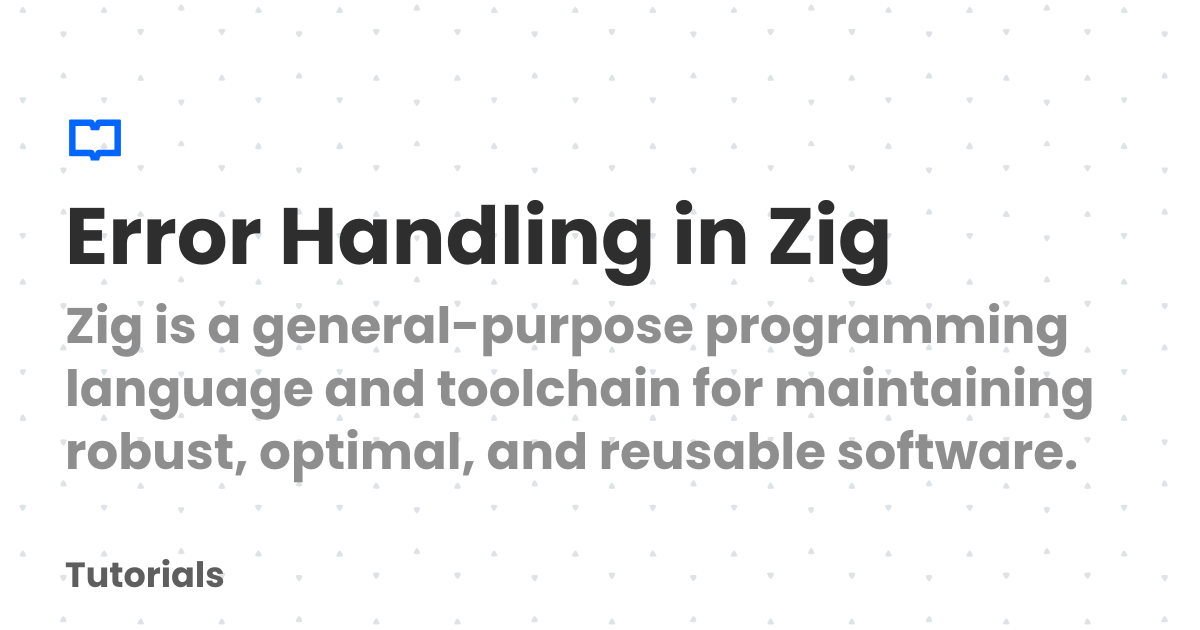 Error Handling in Zig
Zig is a general-purpose programming
language and toolchain for maintaining
robust, optimal, and reusable software.
Tutorials